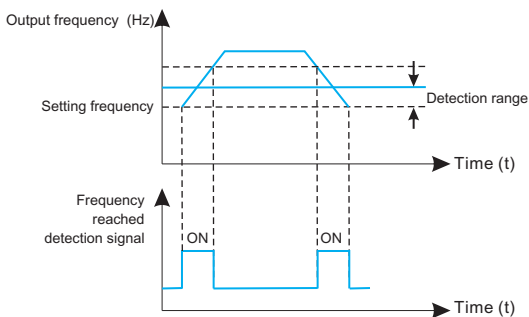 Output frequency (Hz)
Setting frequency
Detection range
Time (t)
Frequency
reached
detection signal
ON
ON
Time (t)